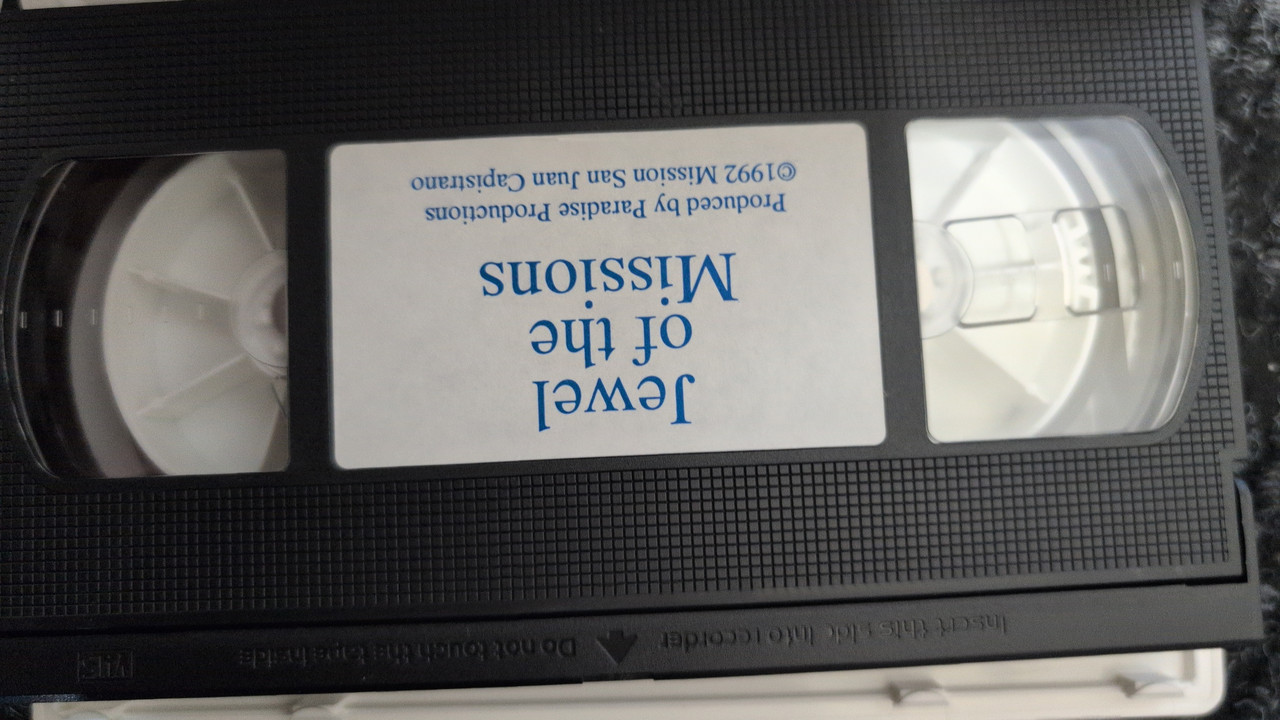 Jewel
of the
Missions
Produced by Paradise Productions
©1992 Mission San Juan Capistrano
Insert this side into recorder
Do not touch the tape inside
VHS